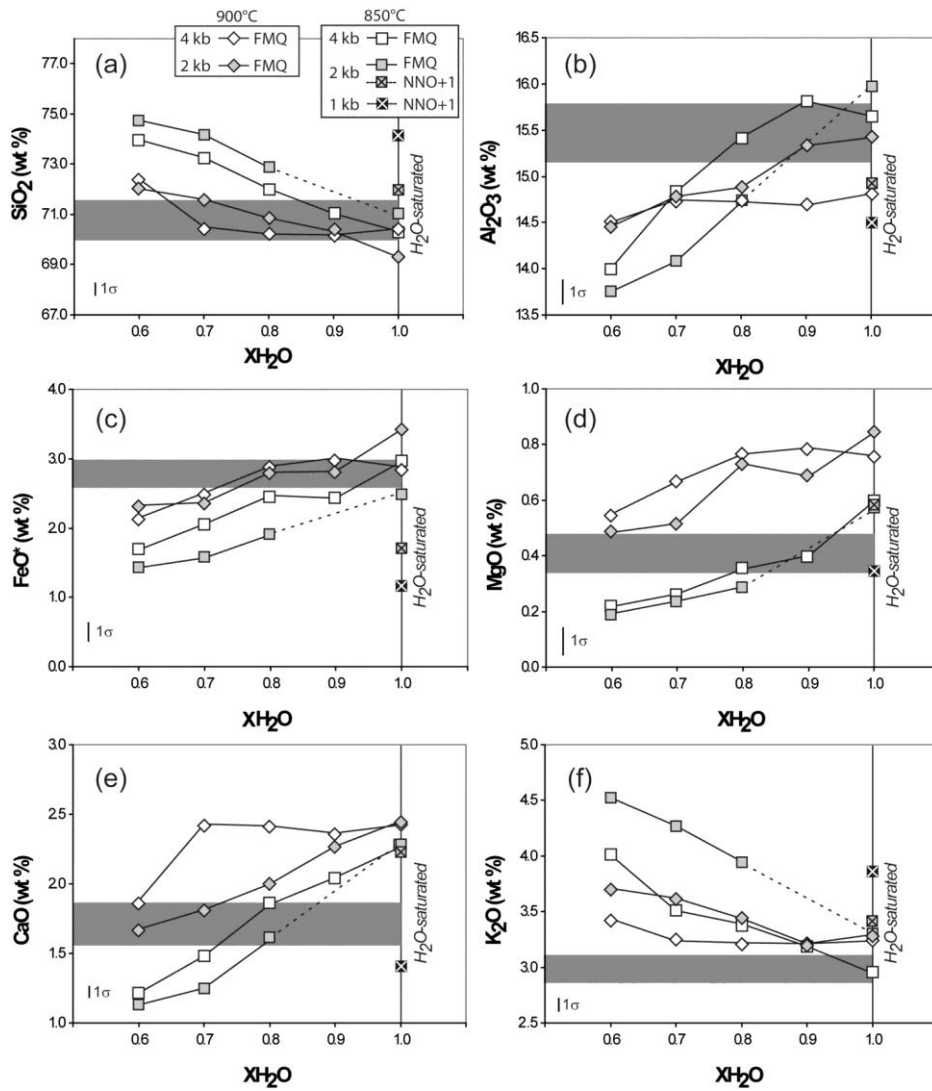 900°C 850°C
4 kb FMQ
2 kb FMQ
4 kb FMQ
2 kb FMQ
NNO+1
1 kb NNO+1
(a)
SiO₂ (wt %)
77.0
75.0
73.0
71.0
69.0
67.0
1σ
H₂O-saturated
0.6 0.7 0.8 0.9 1.0
XH₂O
(b)
Al₂O₃ (wt %)
16.5
16.0
15.5
15.0
14.5
14.0
13.5
1σ
H₂O-saturated
0.6 0.7 0.8 0.9 1.0
XH₂O
(c)
FeO* (wt %)
4.0
3.0
2.0
1.0
0.0
1σ
H₂O-saturated
0.6 0.7 0.8 0.9 1.0
XH₂O
(d)
MgO (wt %)
1.0
0.8
0.6
0.4
0.2
0.0
1σ
H₂O-saturated
0.6 0.7 0.8 0.9 1.0
XH₂O
(e)
CaO (wt %)
3.0
2.5
2.0
1.5
1.0
1σ
H₂O-saturated
0.6 0.7 0.8 0.9 1.0
XH₂O
(f)
K₂O (wt %)
5.0
4.5
4.0
3.5
3.0
2.5
1σ
H₂O-saturated
0.6 0.7 0.8 0.9 1.0
XH₂O